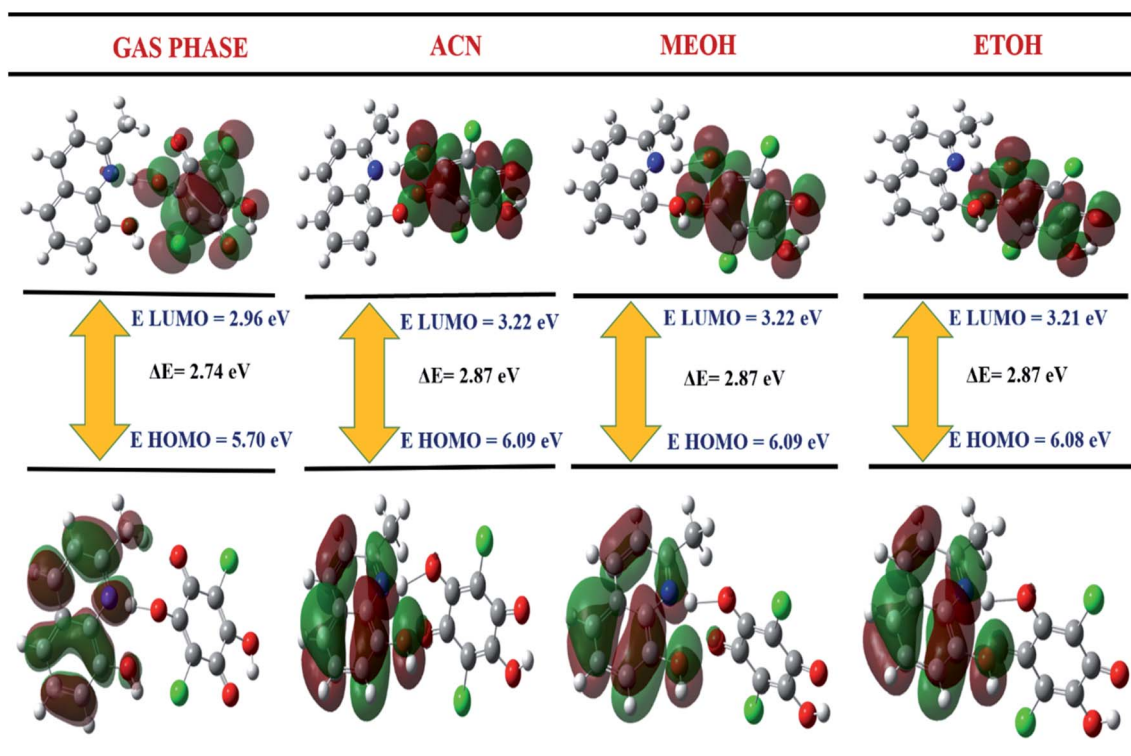 GAS PHASE
ACN
MEOH
ETOH
E LUMO = 2.96 eV
E LUMO = 3.22 eV
E LUMO = 3.22 eV
E LUMO = 3.21 eV
ΔE= 2.74 eV
ΔE= 2.87 eV
ΔE= 2.87 eV
ΔE= 2.87 eV
E HOMO = 5.70 eV
E HOMO = 6.09 eV
E HOMO = 6.09 eV
E HOMO = 6.08 eV